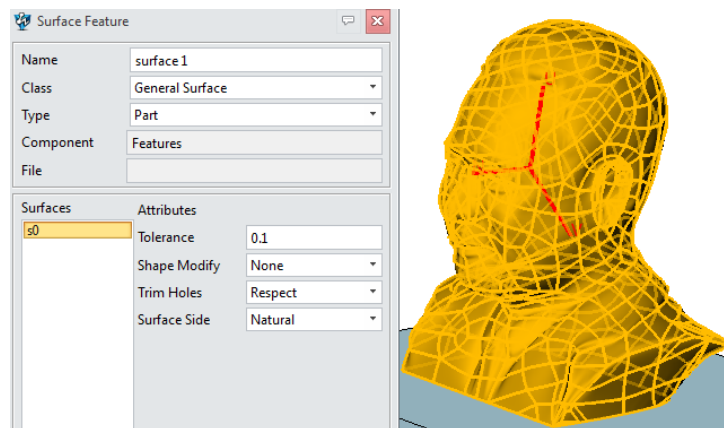 Surface Feature
Name surface 1
Class General Surface
Type Part
Component Features
File
Surfaces Attributes
s0
Tolerance 0.1
Shape Modify None
Trim Holes Respect
Surface Side Natural